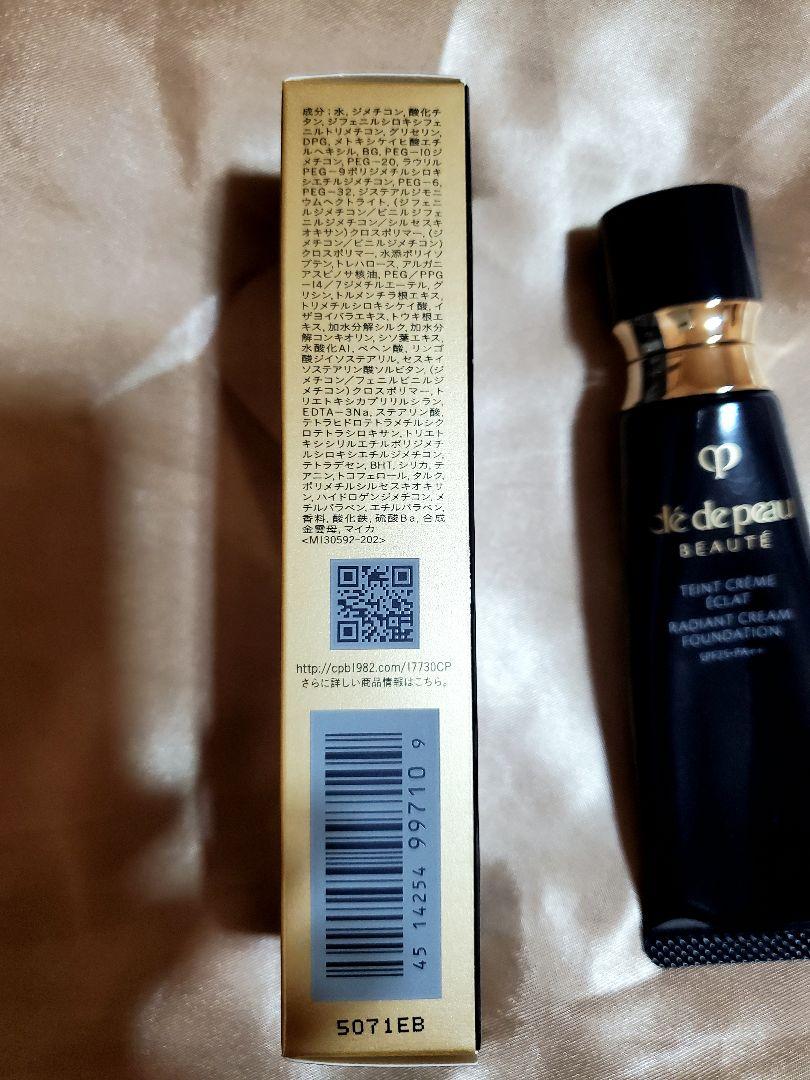 成分:水, ジメチコン, 酸化チ
タン, ジフェニルシロキシフェ
ニルトリメチコン, グリセリン,
DPG, メトキシケイヒ酸エチ
ルヘキシル, BG, PEG-10ジ
メチコン, PEG-20, ラウリル
PEG-9ポリジメチルシロキ
シエチルジメチコン, PEG-6,
PEG-32, ジステアルジモニ
ウムヘクトライト, (ジフェニ
ルジメチコン/ビニルジフェ
ニルジメチコン/シルセスキ
オキサン)クロスポリマー, (ジ
メチコン/ビニルジメチコン)
クロスポリマー, 水添ポリイソ
ブテン, トレハロース, アルガニ
アスピノサ核油, PEG/PPG
-14/7ジメチルエーテル, グ
リシン, トルメンチラ根エキス,
トリメチルシロキシケイ酸, イ
ザヨイバラエキス, トウキ根エ
キス, 加水分解シルク, 加水分
解コンキオリン, シソ葉エキス,
水酸化Al, ベヘン酸, リンゴ
酸ジイソステアリル, セスキイ
ソステアリン酸ソルビタン, (ジ
メチコン/フェニルビニルジ
メチコン)クロスポリマー, ト
リエトキシカプリリルシラン,
EDTA-3Na, ステアリン酸,
テトラヒドロテトラメチルシク
ロテトラシロキサン, トリエト
キシシリルエチルポリジメチ
ルシロキシエチルジメチコン,
テトラデセン, BHT, シリカ, テ
アニン, トコフェロール, タルク,
ポリメチルシルセスキオキサ
ン, ハイドロゲンジメチコン, メ
チルパラベン, エチルパラベン,
香料, 酸化鉄, 硫酸Ba, 合成
金雲母, マイカ
<MI30592-202>
http://cpb1982.com/17730CP
さらに詳しい商品情報はこちら。
45 14254 99710 9
5071EB
clé de peau
BEAUTÉ
TEINT CRÈME
ÉCLAT
RADIANT CREAM
FOUNDATION
SPF25・PA++